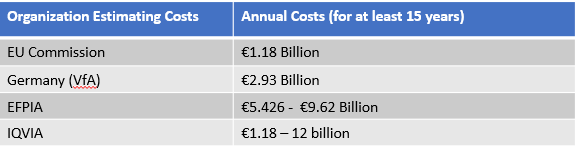 Organization Estimating Costs Annual Costs (for at least 15 years)
EU Commission €1.18 Billion
Germany (VfA) €2.93 Billion
EFPIA €5.426 - €9.62 Billion
IQVIA €1.18 – 12 billion